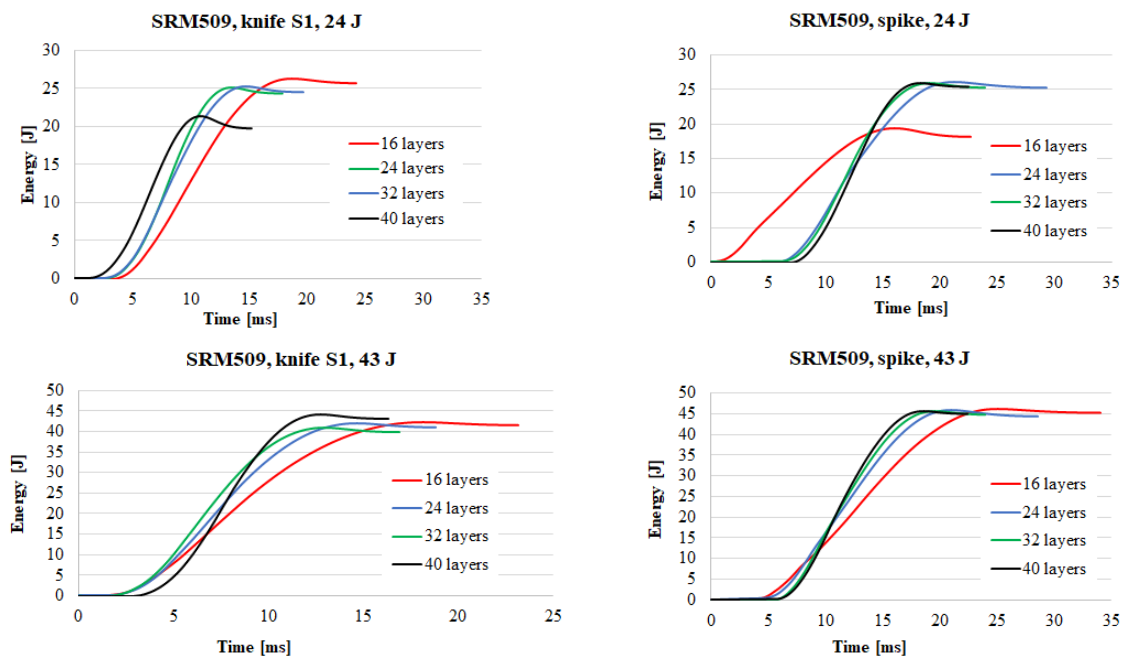 SRM509, knife S1, 24 J
30
25
20
15
10
5
0
Energy [J]
16 layers
24 layers
32 layers
40 layers
0 5 10 15 20 25 30 35
Time [ms]
SRM509, spike, 24 J
30
25
20
15
10
5
0
Energy [J]
16 layers
24 layers
32 layers
40 layers
0 5 10 15 20 25 30 35
Time [ms]
SRM509, knife S1, 43 J
50
45
40
35
30
25
20
15
10
5
0
Energy [J]
16 layers
24 layers
32 layers
40 layers
0 5 10 15 20 25
Time [ms]
SRM509, spike, 43 J
50
45
40
35
30
25
20
15
10
5
0
Energy [J]
16 layers
24 layers
32 layers
40 layers
0 5 10 15 20 25 30 35
Time [ms]